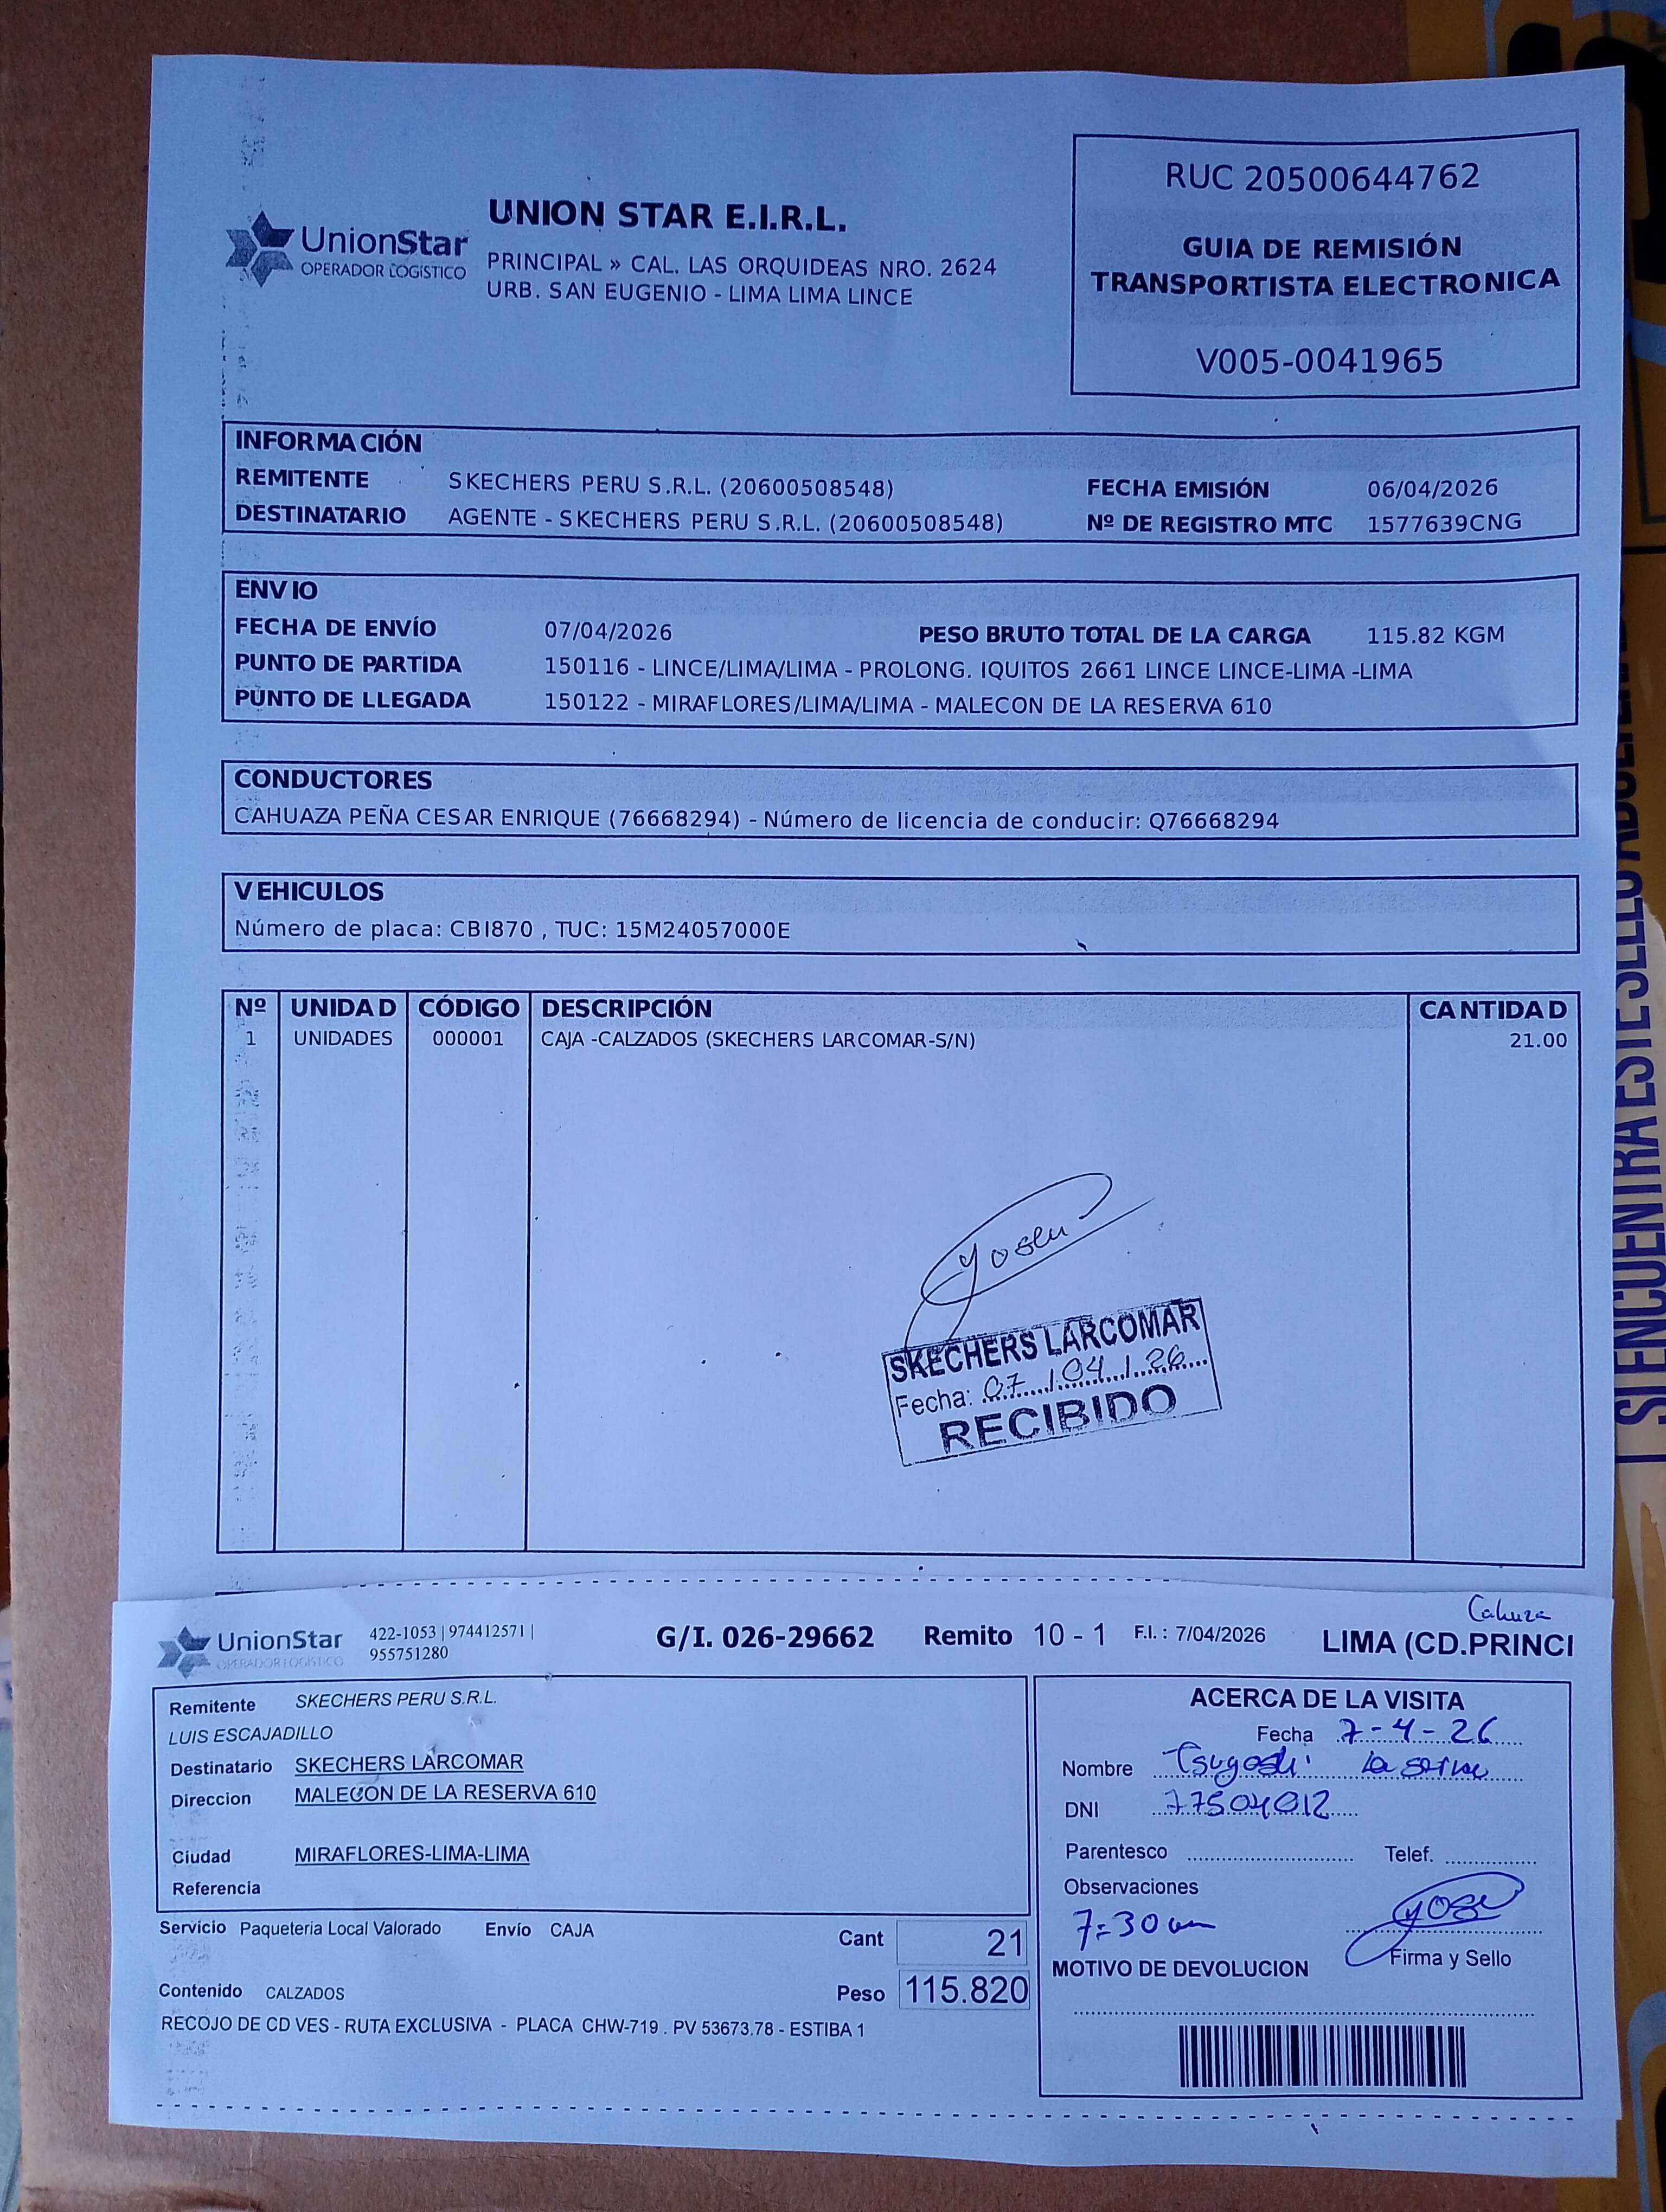 RUC 20500644762
GUIA DE REMISIÓN
TRANSPORTISTA ELECTRONICA
V005-0041965
UnionStar
OPERADOR LOGÍSTICO
UNION STAR E.I.R.L.
PRINCIPAL » CAL. LAS ORQUIDEAS NRO. 2624
URB. SAN EUGENIO - LIMA LIMA LINCE
INFORMACIÓN
REMITENTE SKECHERS PERU S.R.L. (20600508548) FECHA EMISIÓN 06/04/2026
DESTINATARIO AGENTE - SKECHERS PERU S.R.L. (20600508548) Nº DE REGISTRO MTC 1577639CNG
ENVIO
FECHA DE ENVÍO 07/04/2026 PESO BRUTO TOTAL DE LA CARGA 115.82 KGM
PUNTO DE PARTIDA 150116 - LINCE/LIMA/LIMA - PROLONG. IQUITOS 2661 LINCE LINCE-LIMA -LIMA
PUNTO DE LLEGADA 150122 - MIRAFLORES/LIMA/LIMA - MALECON DE LA RESERVA 610
CONDUCTORES
CAHUAZA PEÑA CESAR ENRIQUE (76668294) - Número de licencia de conducir: Q76668294
VEHICULOS
Número de placa: CBI870 , TUC: 15M24057000E
Nº UNIDAD CÓDIGO DESCRIPCIÓN CANTIDAD
1 UNIDADES 000001 CAJA -CALZADOS (SKECHERS LARCOMAR-S/N) 21.00
SKECHERS LARCOMAR
Fecha: 07/04/26
RECIBIDO
UnionStar
OPERADOR LOGISTICO
422-1053 | 974412571 |
955751280
G/I. 026-29662 Remito 10 - 1 F.I. : 7/04/2026 LIMA (CD.PRINCI
Remitente SKECHERS PERU S.R.L.
LUIS ESCAJADILLO
Destinatario SKECHERS LARCOMAR
Direccion MALECON DE LA RESERVA 610
Ciudad MIRAFLORES-LIMA-LIMA
Referencia
Servicio Paqueteria Local Valorado Envío CAJA
Cant 21
Contenido CALZADOS
Peso 115.820
RECOJO DE CD VES - RUTA EXCLUSIVA - PLACA CHW-719 . PV 53673.78 - ESTIBA 1
ACERCA DE LA VISITA
Fecha 7-4-26
Nombre
DNI 77504012
Parentesco Telef.
Observaciones
7:30 am
Firma y Sello
MOTIVO DE DEVOLUCION
SI ENCUENTRA ESTE SELLO